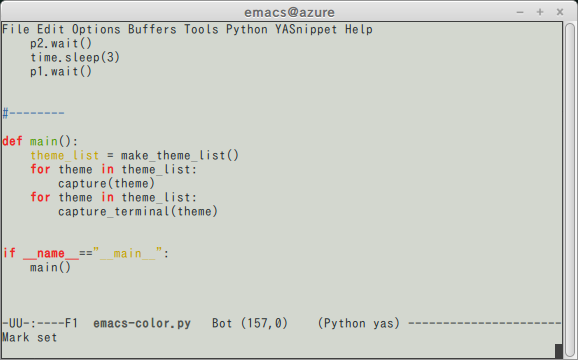 emacs@azure
File Edit Options Buffers Tools Python YASnippet Help
    p2.wait()
    time.sleep(3)
    p1.wait()
#--------
def main():
    theme_list = make_theme_list()
    for theme in theme_list:
        capture(theme)
    for theme in theme_list:
        capture_terminal(theme)
if __name__=="__main__":
    main()
-UU-:----F1  emacs-color.py   Bot (157,0)    (Python yas) ----------------------
Mark set